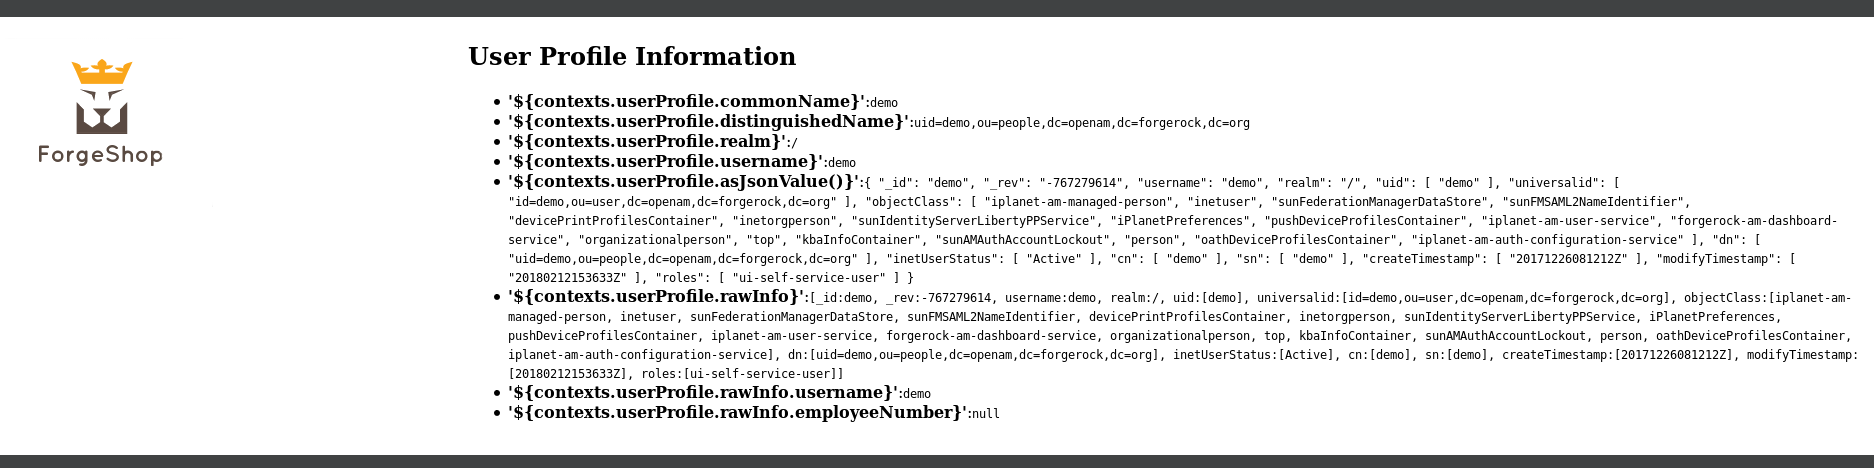 ForgeShop
User Profile Information
• '${contexts.userProfile.commonName}':demo
• '${contexts.userProfile.distinguishedName}':uid=demo,ou=people,dc=openam,dc=forgerock,dc=org
• '${contexts.userProfile.realm}':/
• '${contexts.userProfile.username}':demo
• '${contexts.userProfile.asJsonValue()}':{ "_id": "demo", "_rev": "-767279614", "username": "demo", "realm": "/", "uid": [ "demo" ], "universalid": [
"id=demo,ou=user,dc=openam,dc=forgerock,dc=org" ], "objectClass": [ "iplanet-am-managed-person", "inetuser", "sunFederationManagerDataStore", "sunFMSAML2NameIdentifier",
"devicePrintProfilesContainer", "inetorgperson", "sunIdentityServerLibertyPPService", "iPlanetPreferences", "pushDeviceProfilesContainer", "iplanet-am-user-service", "forgerock-am-dashboard-
service", "organizationalperson", "top", "kbaInfoContainer", "sunAMAuthAccountLockout", "person", "oathDeviceProfilesContainer", "iplanet-am-auth-configuration-service" ], "dn": [
"uid=demo,ou=people,dc=openam,dc=forgerock,dc=org" ], "inetUserStatus": [ "Active" ], "cn": [ "demo" ], "sn": [ "demo" ], "createTimestamp": [ "20171226081212Z" ], "modifyTimestamp": [
"20180212153633Z" ], "roles": [ "ui-self-service-user" ] }
• '${contexts.userProfile.rawInfo}':[_id:demo, _rev:-767279614, username:demo, realm:/, uid:[demo], universalid:[id=demo,ou=user,dc=openam,dc=forgerock,dc=org], objectClass:[iplanet-am-
managed-person, inetuser, sunFederationManagerDataStore, sunFMSAML2NameIdentifier, devicePrintProfilesContainer, inetorgperson, sunIdentityServerLibertyPPService, iPlanetPreferences,
pushDeviceProfilesContainer, iplanet-am-user-service, forgerock-am-dashboard-service, organizationalperson, top, kbaInfoContainer, sunAMAuthAccountLockout, person, oathDeviceProfilesContainer,
iplanet-am-auth-configuration-service], dn:[uid=demo,ou=people,dc=openam,dc=forgerock,dc=org], inetUserStatus:[Active], cn:[demo], sn:[demo], createTimestamp:[20171226081212Z], modifyTimestamp:
[20180212153633Z], roles:[ui-self-service-user]]
• '${contexts.userProfile.rawInfo.username}':demo
• '${contexts.userProfile.rawInfo.employeeNumber}':null